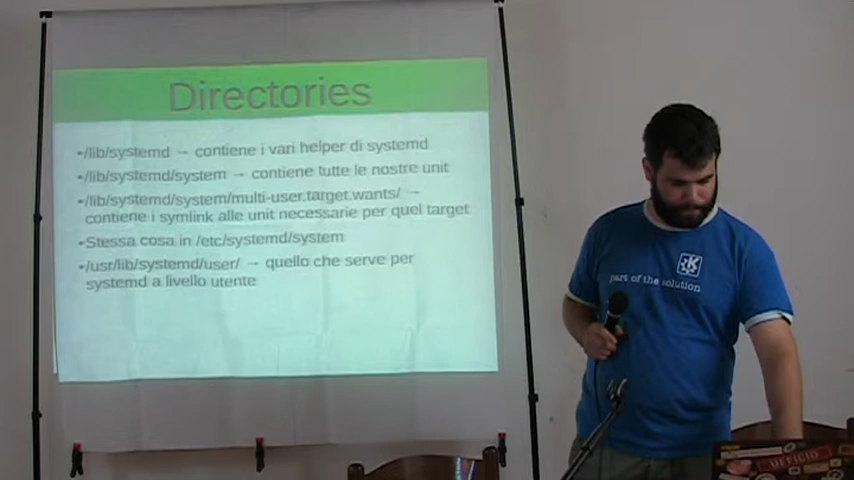 Directories
•/lib/systemd → contiene i vari helper di systemd
•/lib/systemd/system → contiene tutte le nostre unit
•/lib/systemd/system/multi-user.target.wants/ →
contiene i symlink alle unit necessarie per quel target
•Stessa cosa in /etc/systemd/system
•/usr/lib/systemd/user/ → quello che serve per
systemd a livello utente
K
part of the solution
UFFICIO